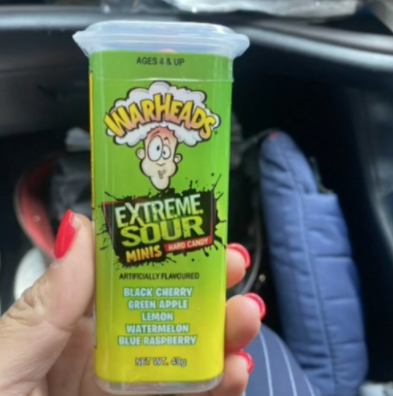 AGES 4 & UP
WARHEADS
EXTREME
SOUR
MINIS HARD CANDY
ARTIFICIALLY FLAVOURED
BLACK CHERRY
GREEN APPLE
LEMON
WATERMELON
BLUE RASPBERRY
NET WT. 49g